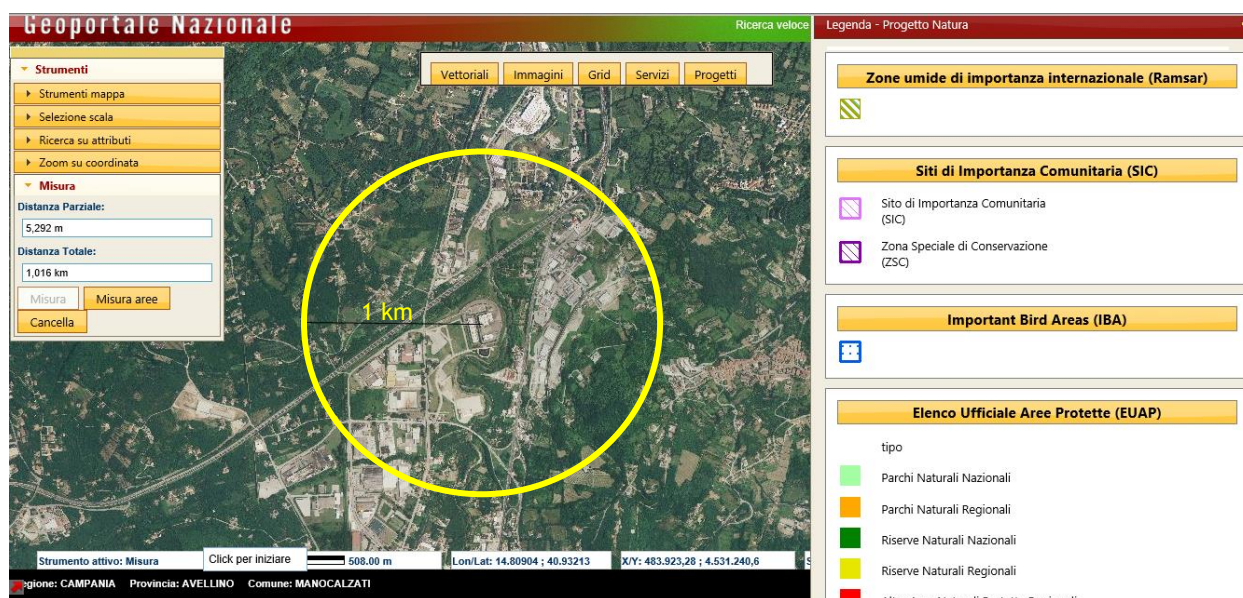 Geoportale Nazionale
Ricerca veloce
Strumenti
Strumenti mappa
Selezione scala
Ricerca su attributi
Zoom su coordinata
Misura
Distanza Parziale:
5,292 m
Distanza Totale:
1,016 km
Misura
Misura aree
Cancella
Vettoriali
Immagini
Grid
Servizi
Progetti
1 km
Strumento attivo: Misura
Click per iniziare
508.00 m
Lon/Lat: 14.80904 ; 40.93213
X/Y: 483.923,28 ; 4.531.240,6
egione: CAMPANIA Provincia: AVELLINO Comune: MANOCALZATI
Legenda - Progetto Natura
Zone umide di importanza internazionale (Ramsar)
Siti di Importanza Comunitaria (SIC)
Sito di Importanza Comunitaria
(SIC)
Zona Speciale di Conservazione
(ZSC)
Important Bird Areas (IBA)
Elenco Ufficiale Aree Protette (EUAP)
tipo
Parchi Naturali Nazionali
Parchi Naturali Regionali
Riserve Naturali Nazionali
Riserve Naturali Regionali